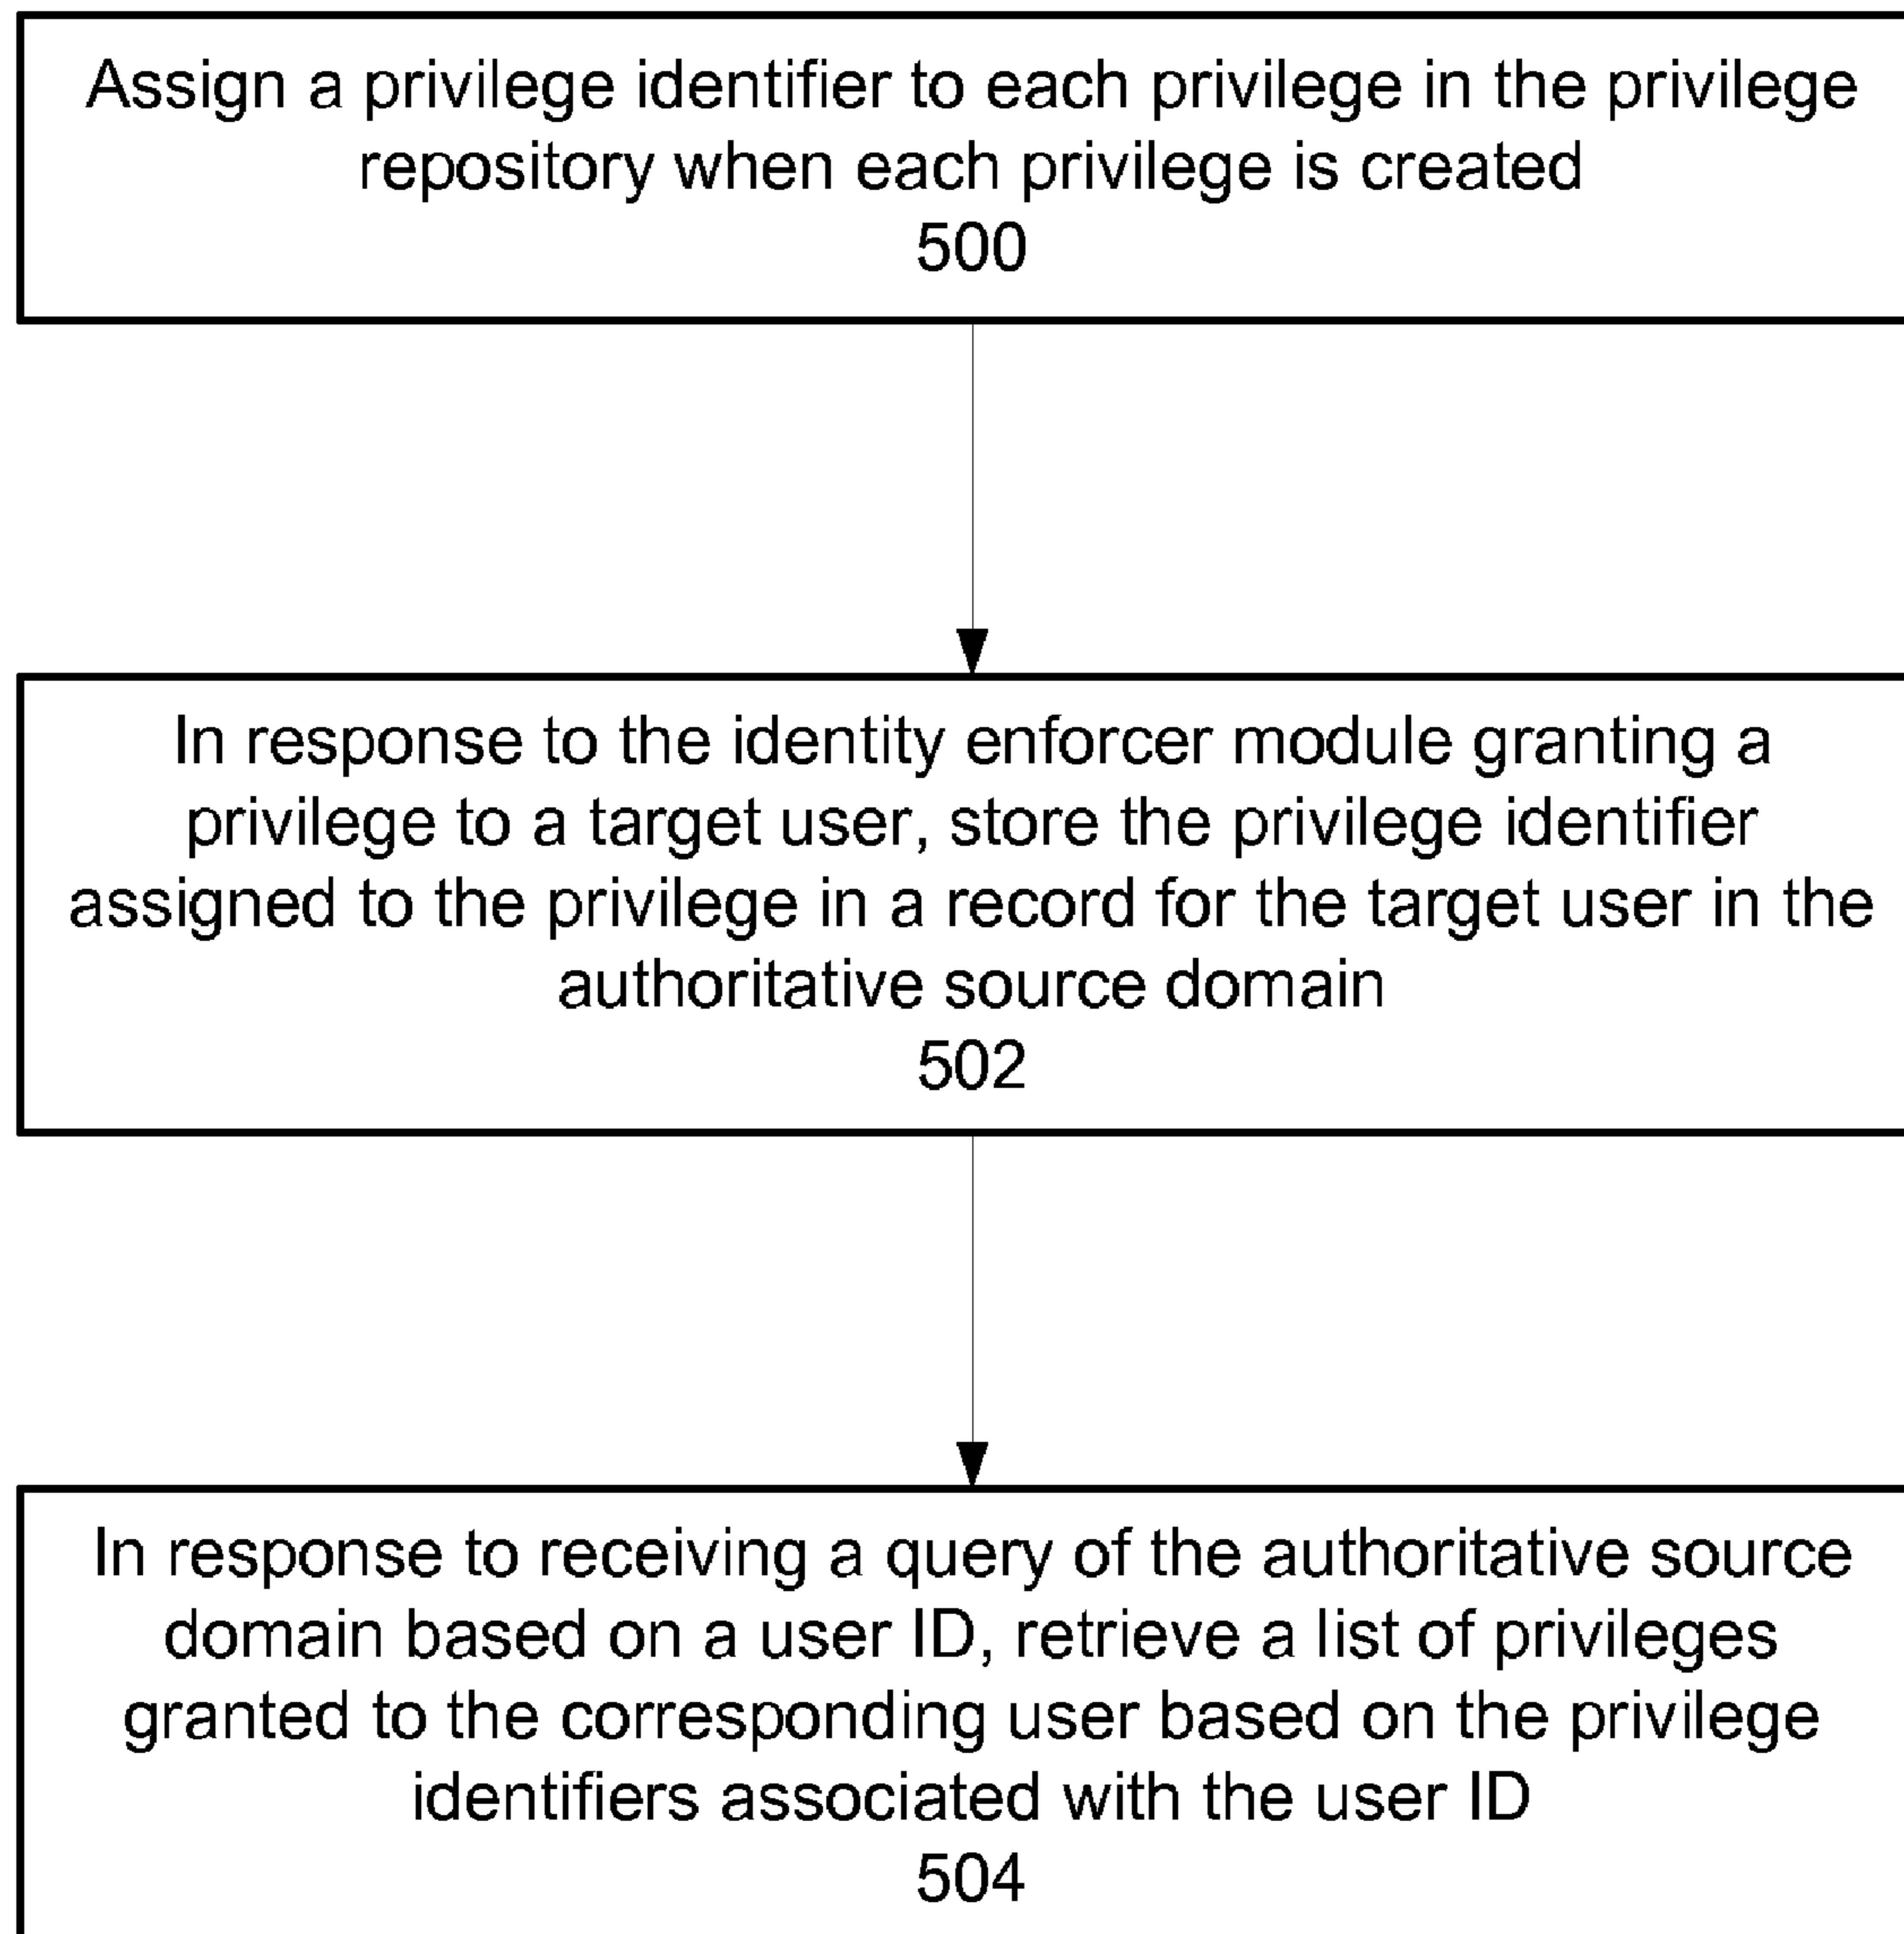 Assign a privilege identifier to each privilege in the privilege
repository when each privilege is created
500
In response to the identity enforcer module granting a
privilege to a target user, store the privilege identifier
assigned to the privilege in a record for the target user in the
authoritative source domain
502
In response to receiving a query of the authoritative source
domain based on a user ID, retrieve a list of privileges
granted to the corresponding user based on the privilege
identifiers associated with the user ID
504